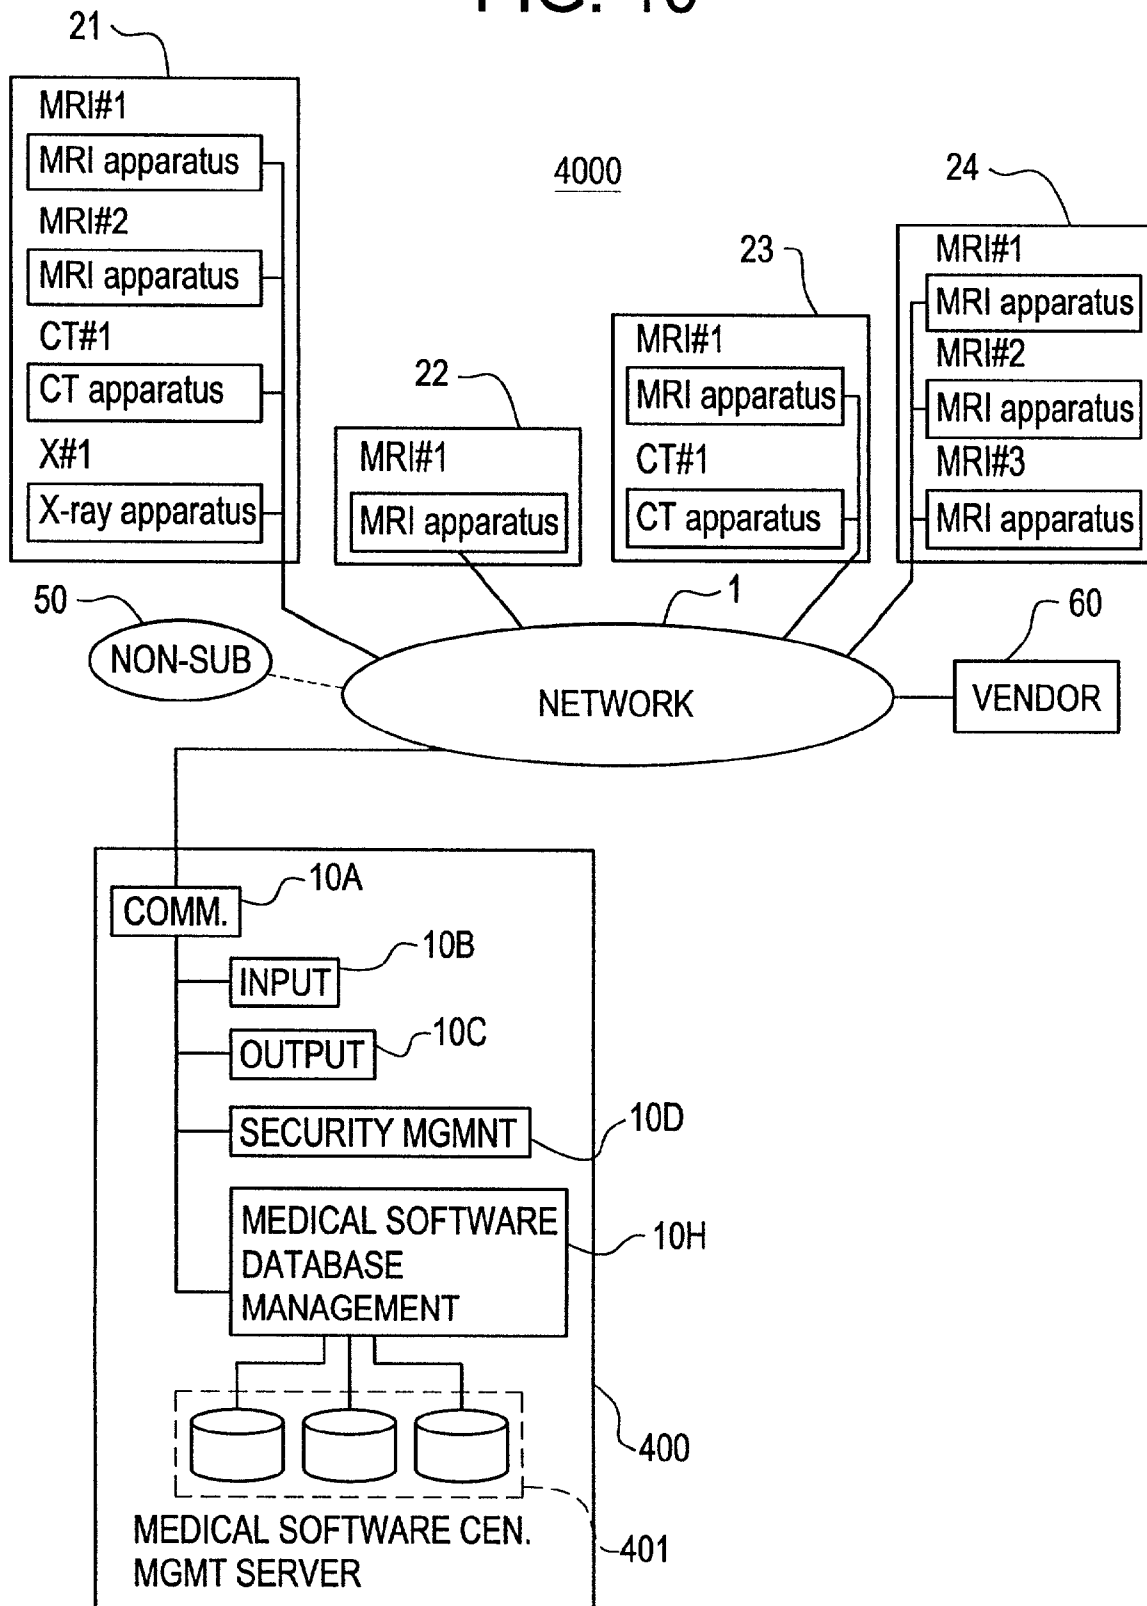 21
MRI#1
MRI apparatus
MRI#2
MRI apparatus
CT#1
CT apparatus
X#1
X-ray apparatus
4000
22
MRI#1
MRI apparatus
23
MRI#1
MRI apparatus
CT#1
CT apparatus
24
MRI#1
MRI apparatus
MRI#2
MRI apparatus
MRI#3
MRI apparatus
50
NON-SUB
1
NETWORK
60
VENDOR
10A
COMM.
10B
INPUT
10C
OUTPUT
10D
SECURITY MGMNT
10H
MEDICAL SOFTWARE
DATABASE
MANAGEMENT
400
401
MEDICAL SOFTWARE CEN.
MGMT SERVER